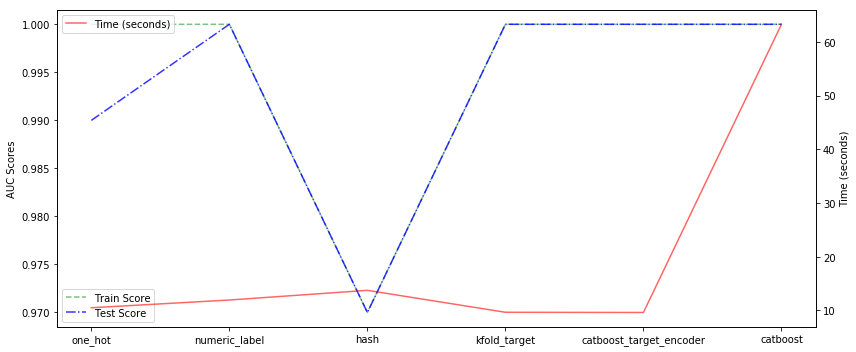 Time (seconds)
1.000
0.995
0.990
0.985
0.980
0.975
0.970
AUC Scores
60
50
40
30
20
10
Time (seconds)
Train Score
Test Score
one_hot
numeric_label
hash
kfold_target
catboost_target_encoder
catboost